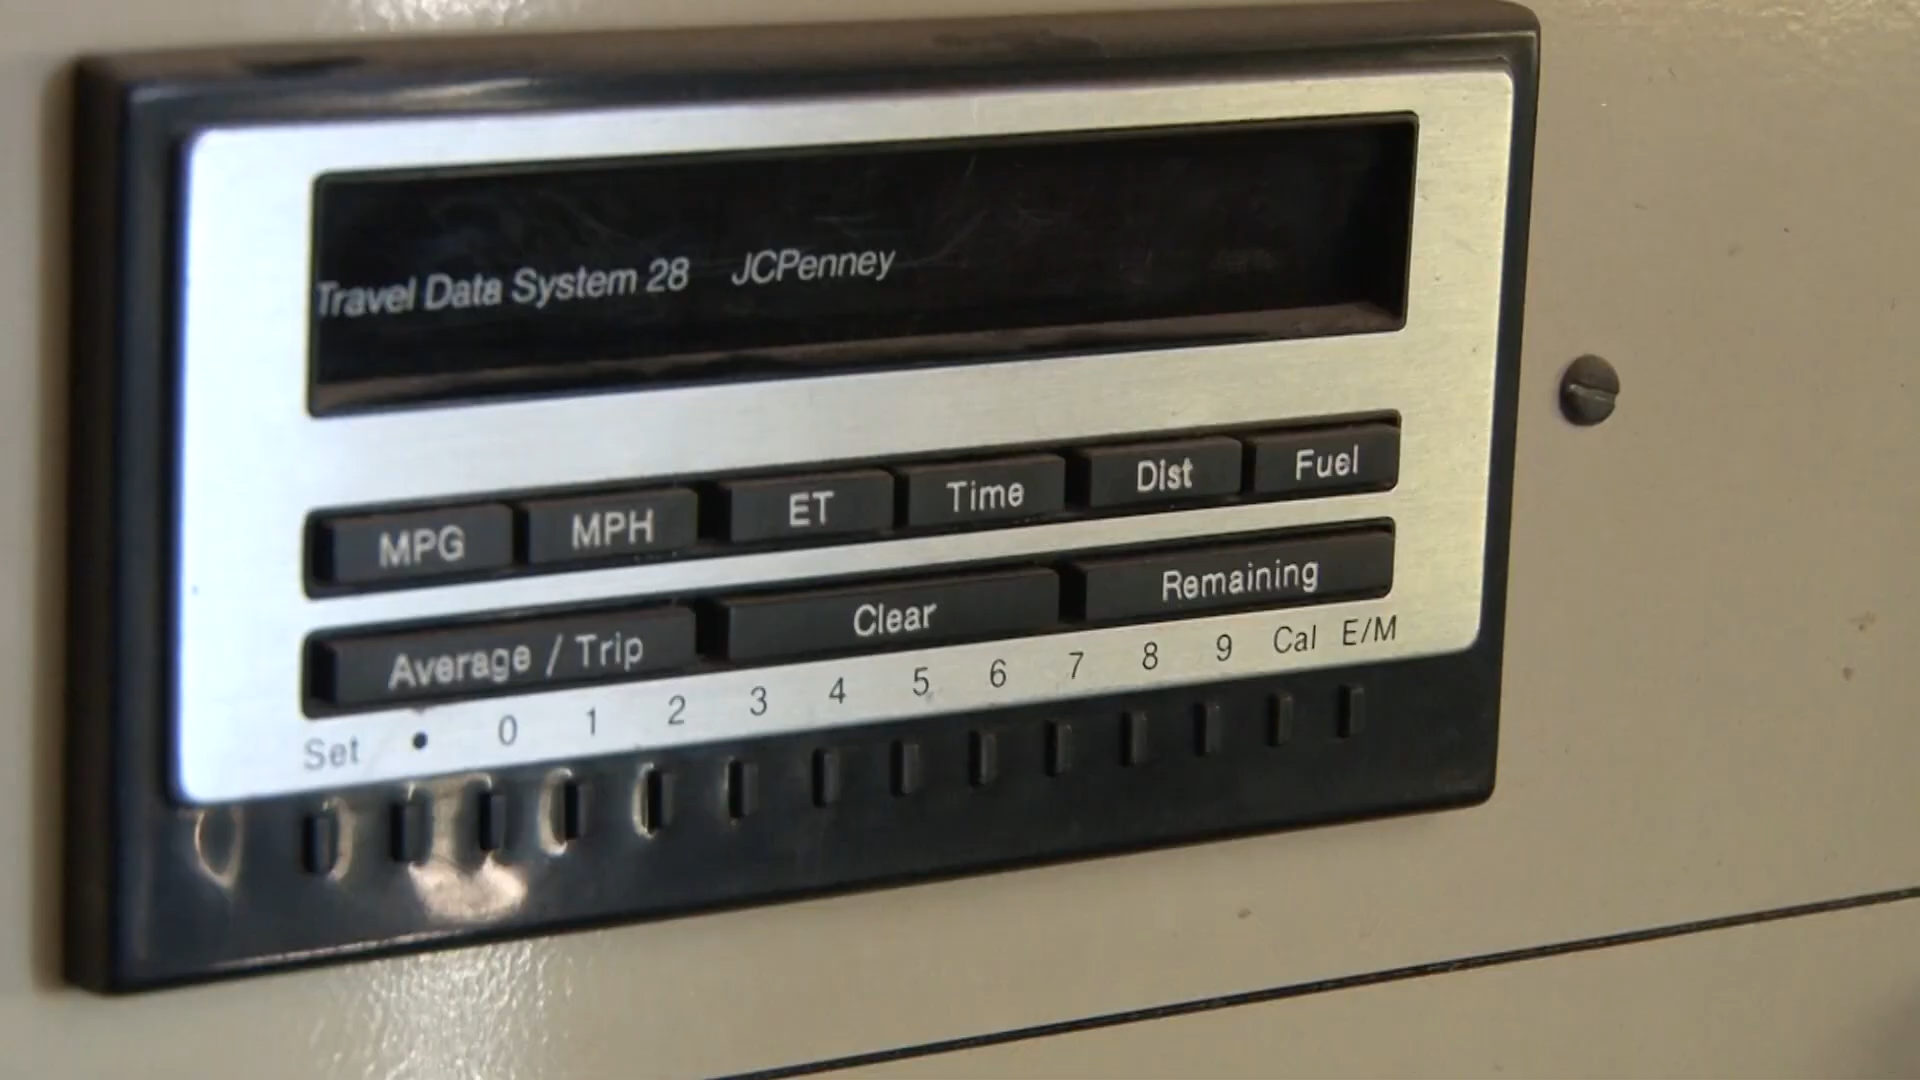 Travel Data System 28 JCPenney
MPG MPH ET Time Dist Fuel
Average / Trip Clear Remaining
Set • 0 1 2 3 4 5 6 7 8 9 Cal E/M